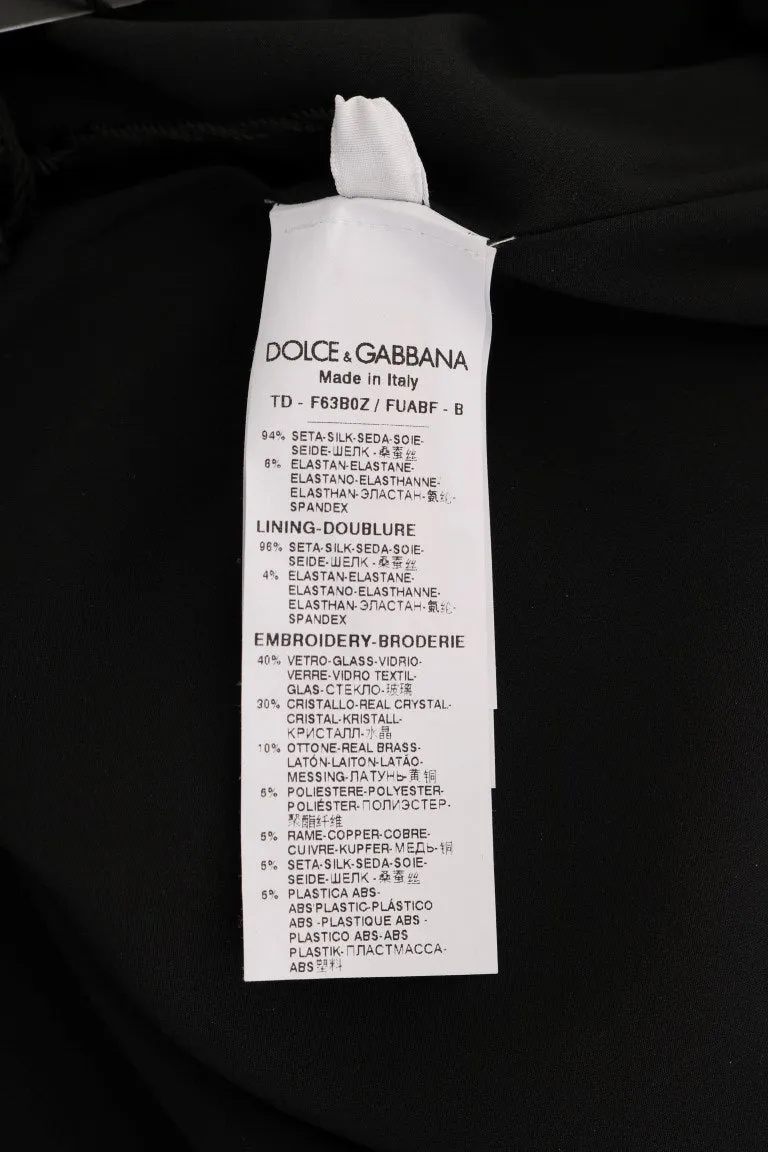 DOLCE & GABBANA
Made in Italy
TD - F63B0Z / FUABF - B
94% SETA-SILK-SEDA-SOIE-
SEIDE-ШЕЛК-桑蚕丝
6% ELASTAN-ELASTANE-
ELASTANO-ELASTHANNE-
ELASTHAN-ЭЛАСТАН-氨纶-
SPANDEX
LINING-DOUBLURE
96% SETA-SILK-SEDA-SOIE-
SEIDE-ШЕЛК-桑蚕丝
4% ELASTAN-ELASTANE-
ELASTANO-ELASTHANNE-
ELASTHAN-ЭЛАСТАН-氨纶-
SPANDEX
EMBROIDERY-BRODERIE
40% VETRO-GLASS-VIDRIO-
VERRE-VIDRO TEXTIL-
GLAS-СТЕКЛО-玻璃
30% CRISTALLO-REAL CRYSTAL-
CRISTAL-KRISTALL-
КРИСТАЛЛ-水晶
10% OTTONE-REAL BRASS-
LATÓN-LAITON-LATÃO-
MESSING-ЛАТУНЬ-黄铜
5% POLIESTERE-POLYESTER-
POLIÉSTER-ПОЛИЭСТЕР-
聚酯纤维
5% RAME-COPPER-COBRE-
CUIVRE-KUPFER-МЕДЬ-铜
5% SETA-SILK-SEDA-SOIE-
SEIDE-ШЕЛК-桑蚕丝
5% PLASTICA ABS-
ABS PLASTIC-PLÁSTICO
ABS -PLASTIQUE ABS -
PLASTICO ABS-ABS
PLASTIK-ПЛАСТМАССА-
ABS塑料